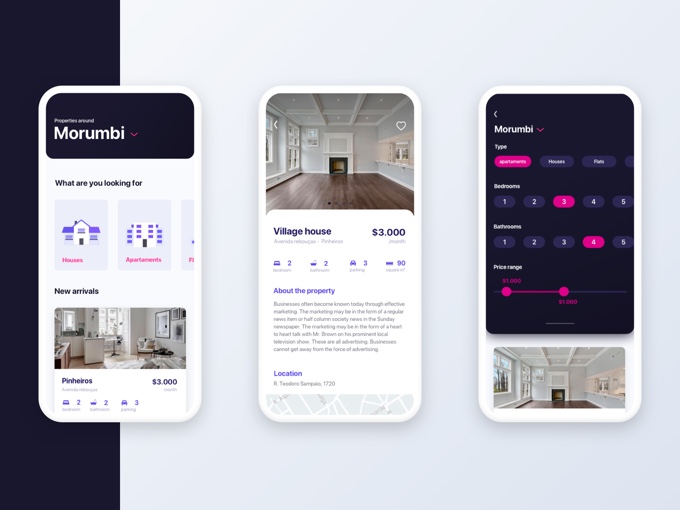 Properties around
Morumbi
What are you looking for
Houses
Apartaments
New arrivals
Pinheiros
$3.000
Avenida rebouças
/month
2
2
3
bedroom
bathroom
parking
Village house
$3.000
Avenida rebouças - Pinheiros
/month
2
2
3
90
bedroom
bathroom
parking
square m²
About the property
Businesses often become known today through effective
marketing. The marketing may be in the form of a regular
news item or half column society news in the Sunday
newspaper. The marketing may be in the form of a heart
to heart talk with Mr. Brown on his prominent local
television show. These are all advertising. Businesses
cannot get away from the force of advertising.
Location
R. Teodoro Sampaio, 1720
Morumbi
Type
apartaments
Houses
Flats
Bedrooms
1
2
3
4
5
Bathrooms
1
2
3
4
5
Price range
$1.000
$1.000